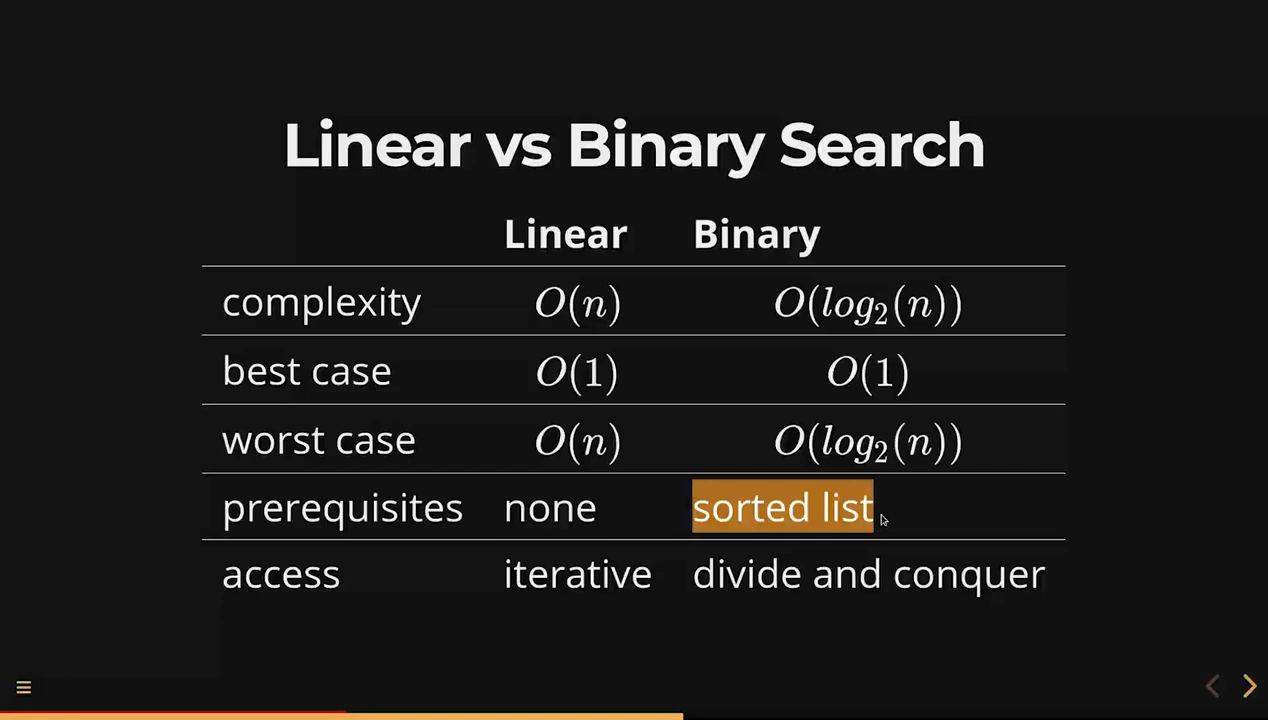 Linear vs Binary Search
Linear Binary
complexity O(n) O(log₂(n))
best case O(1) O(1)
worst case O(n) O(log₂(n))
prerequisites none sorted list
access iterative divide and conquer